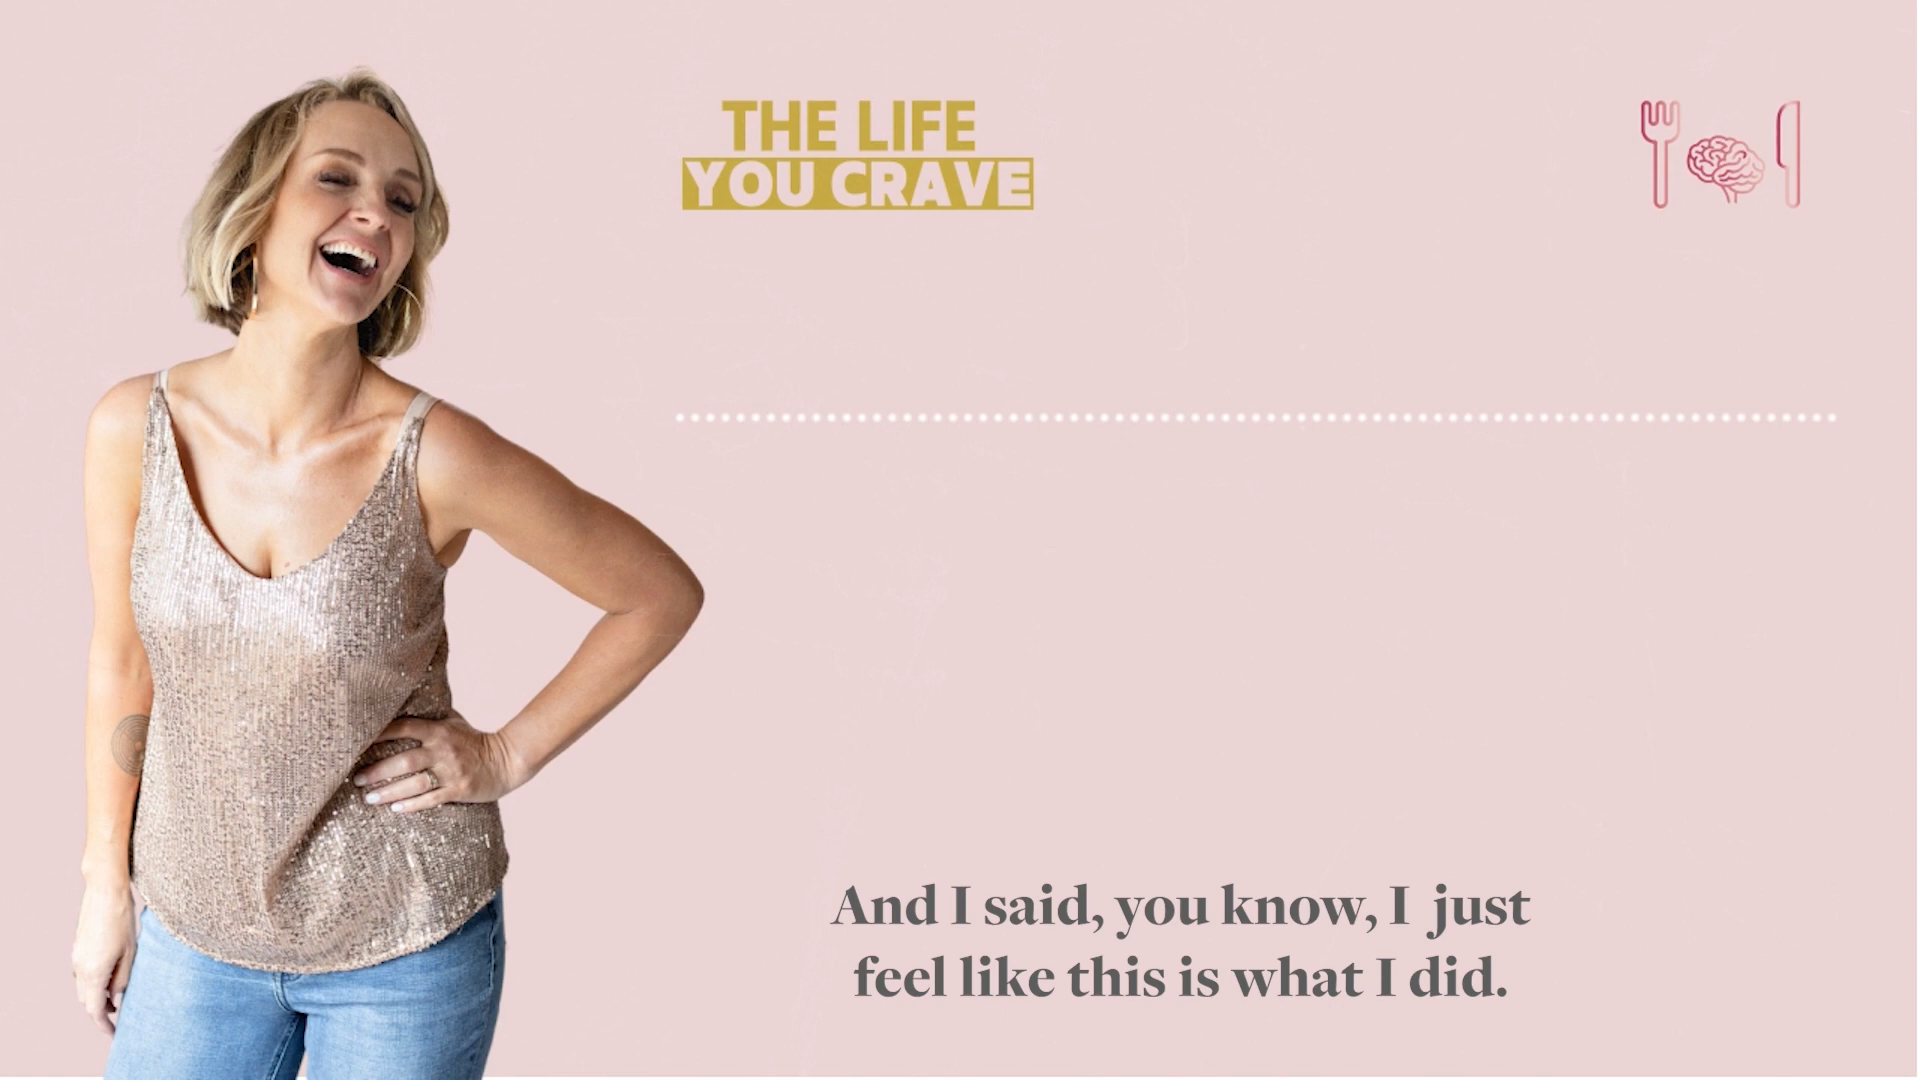 THE LIFE
YOU CRAVE
And I said, you know, I just
feel like this is what I did.